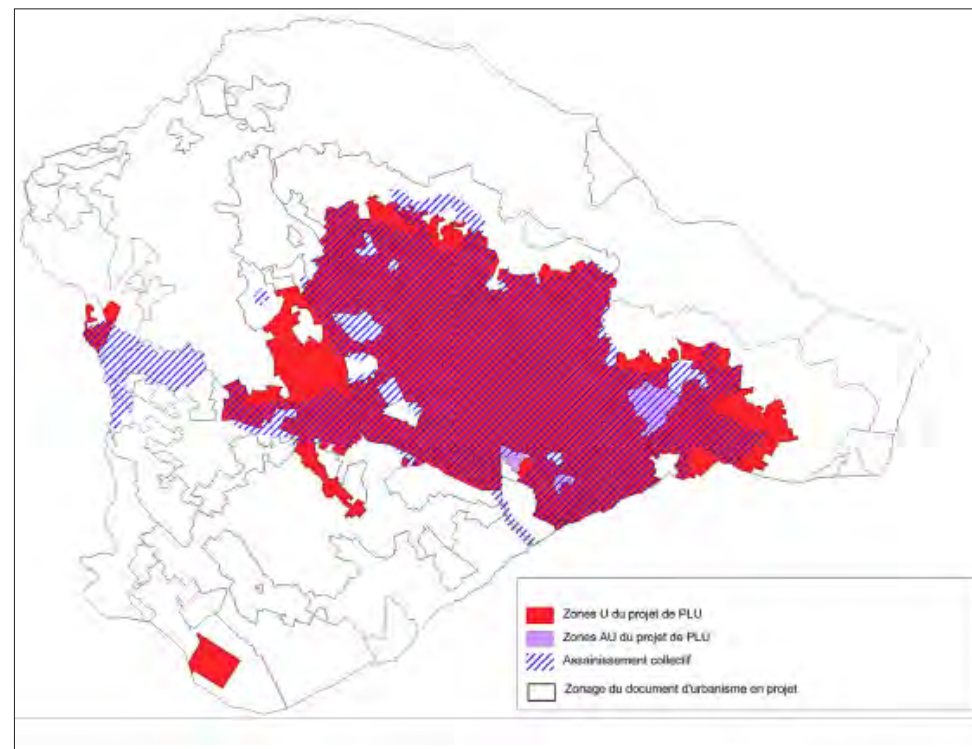 Zones U du projet de PLU
Zones AU du projet de PLU
Assainissement collectif
Zonage du document d'urbanisme en projet